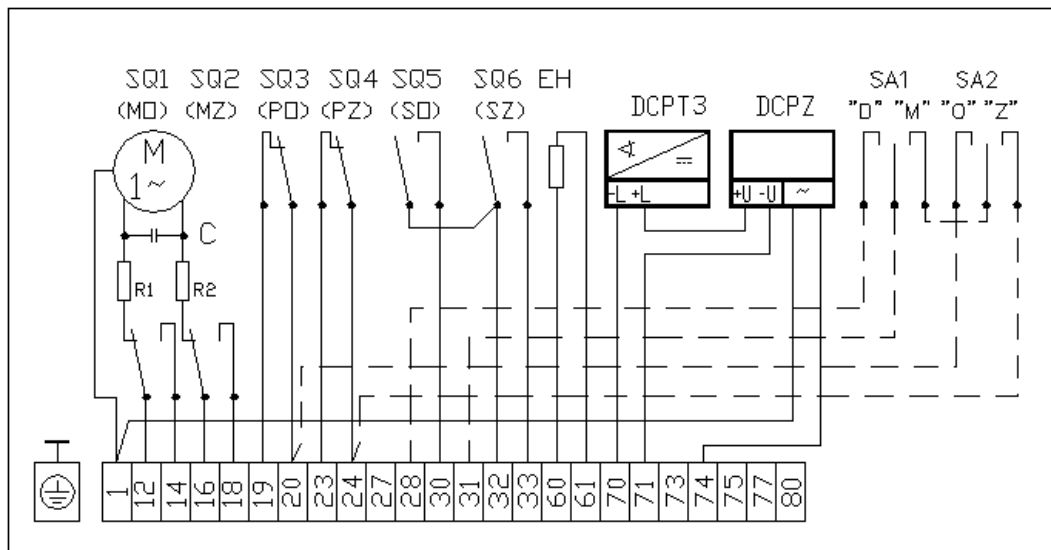 SQ1 SQ2 SQ3 SQ4 SQ5 SQ6 EH SA1 SA2
(MO) (MZ) (PO) (PZ) (SO) (SZ) DCPT3 DCPZ "D" "M" "O" "Z"
M
1~
-L +L +U -U ~
C
R1 R2
1 12 14 16 18 19 20 23 24 27 28 30 31 32 33 60 61 70 71 73 74 75 77 80